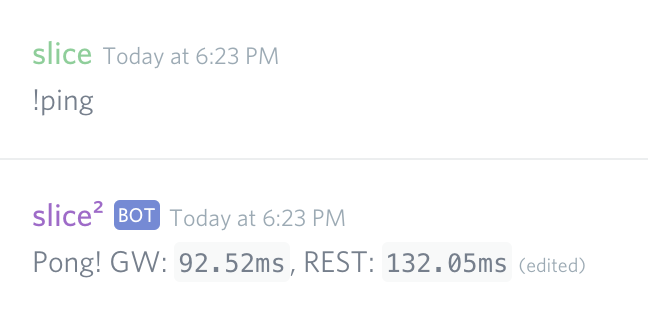 slice Today at 6:23 PM
!ping
slice² BOT Today at 6:23 PM
Pong! GW: 92.52ms, REST: 132.05ms (edited)